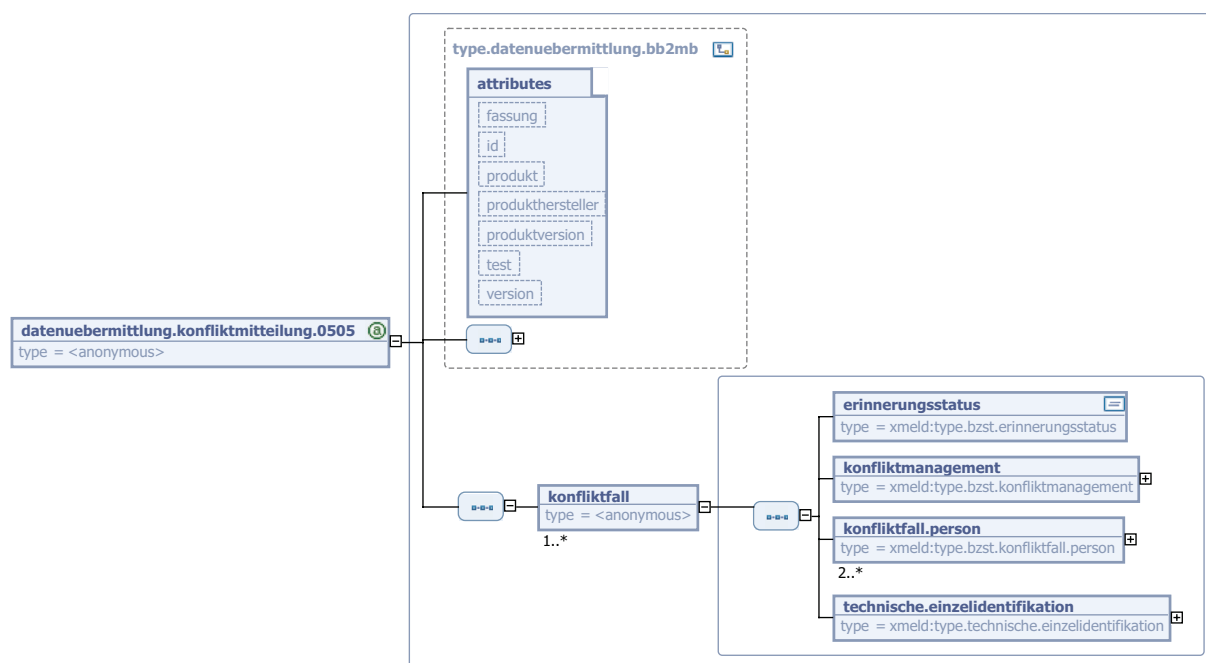 type.datenuebermittlung.bb2mb
attributes
fassung
id
produkt
produkthersteller
produktversion
test
version
datenuebermittlung.konfliktmitteilung.0505 a
type = <anonymous>
konfliktfall
type = <anonymous>
1..*
erinnerungsstatus
type = xmeld:type.bzst.erinnerungsstatus
konfliktmanagement
type = xmeld:type.bzst.konfliktmanagement
konfliktfall.person
type = xmeld:type.bzst.konfliktfall.person
2..*
technische.einzelidentifikation
type = xmeld:type.technische.einzelidentifikation